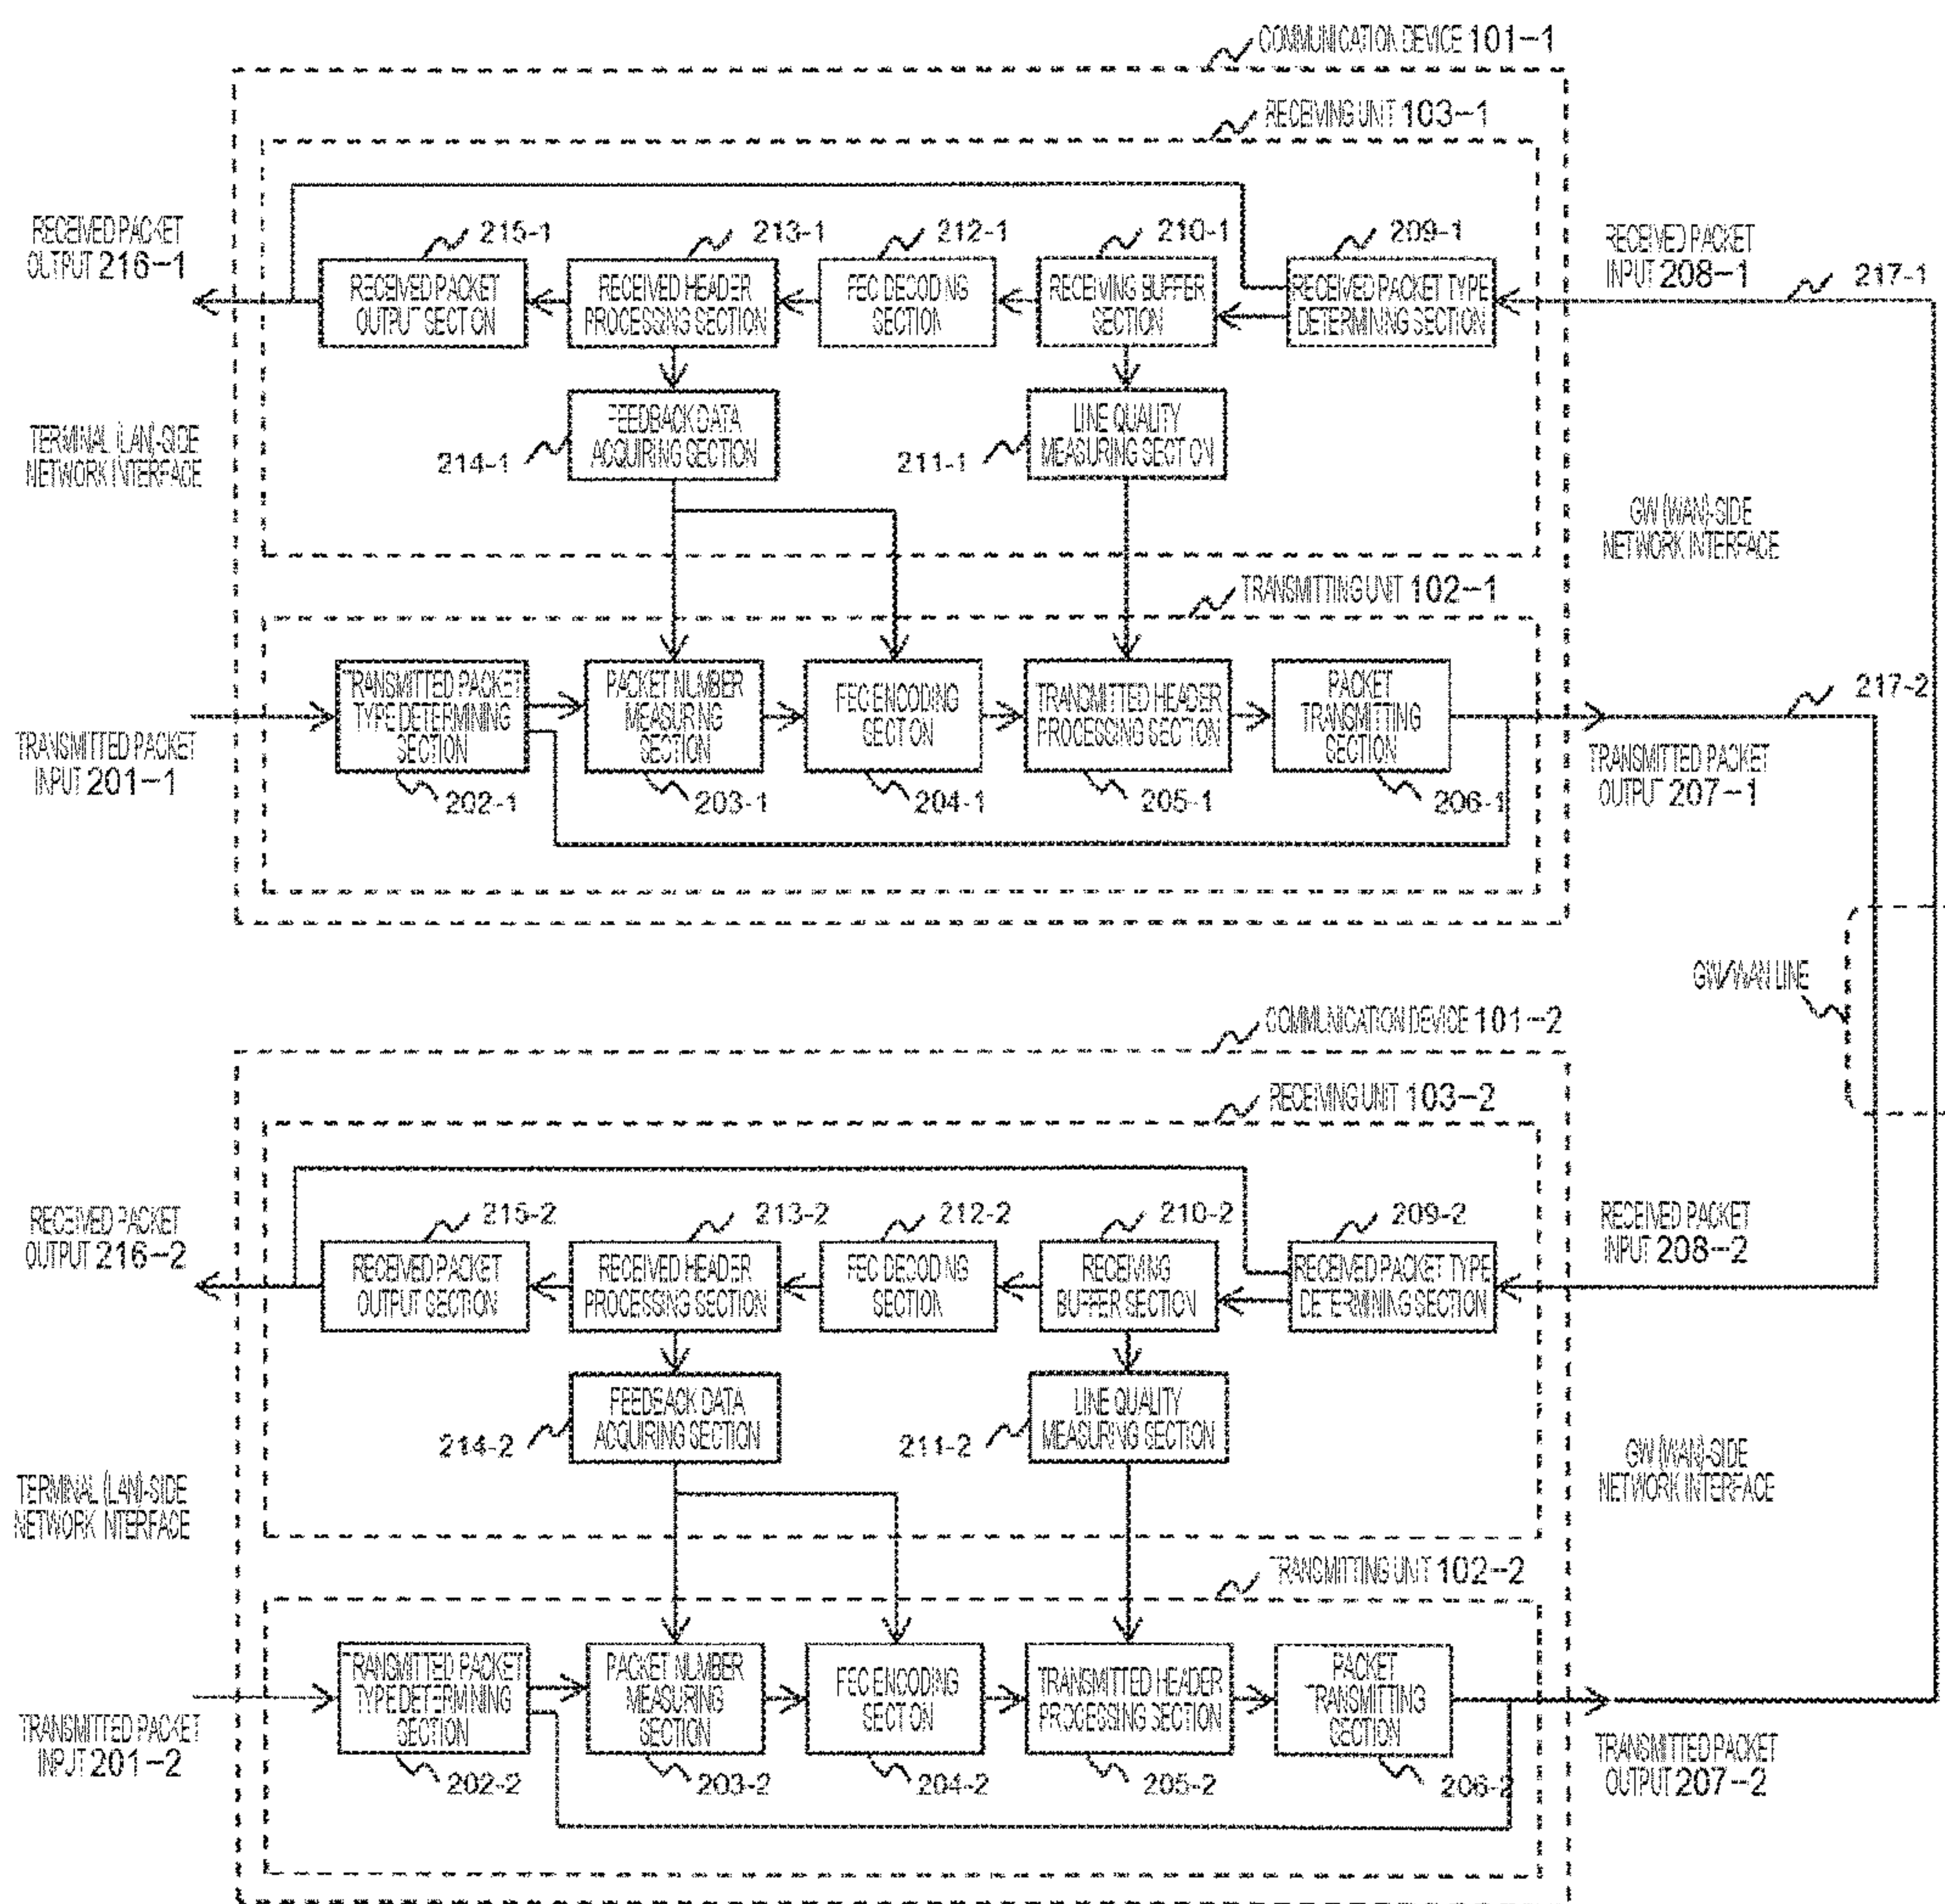 COMMUNICATION DEVICE 101-1
RECEIVING UNIT 103-1
RECEIVED PACKET
OUTPUT 216-1
215-1
213-1
212-1
210-1
209-1
RECEIVED PACKET
INPUT 208-1
217-1
RECEIVED PACKET
OUTPUT SECTION
RECEIVED HEADER
PROCESSING SECTION
FEC DECODING
SECTION
RECEIVING BUFFER
SECTION
RECEIVED PACKET TYPE
DETERMINING SECTION
TERMINAL (LAN)-SIDE
NETWORK INTERFACE
FEEDBACK DATA
ACQUIRING SECTION
214-1
LINE QUALITY
MEASURING SECTION
211-1
GW (WAN)-SIDE
NETWORK INTERFACE
TRANSMITTING UNIT 102-1
TRANSMITTED PACKET
TYPE DETERMINING
SECTION
PACKET NUMBER
MEASURING
SECTION
FEC ENCODING
SECTION
TRANSMITTED HEADER
PROCESSING SECTION
PACKET
TRANSMITTING
SECTION
217-2
TRANSMITTED PACKET
INPUT 201-1
202-1
203-1
204-1
205-1
206-1
TRANSMITTED PACKET
OUTPUT 207-1
GW/WAN LINE
COMMUNICATION DEVICE 101-2
RECEIVING UNIT 103-2
RECEIVED PACKET
OUTPUT 216-2
215-2
213-2
212-2
210-2
209-2
RECEIVED PACKET
INPUT 208-2
RECEIVED PACKET
OUTPUT SECTION
RECEIVED HEADER
PROCESSING SECTION
FEC DECODING
SECTION
RECEIVING
BUFFER SECTION
RECEIVED PACKET TYPE
DETERMINING SECTION
FEEDBACK DATA
ACQUIRING SECTION
214-2
LINE QUALITY
MEASURING SECTION
211-2
TERMINAL (LAN)-SIDE
NETWORK INTERFACE
GW (WAN)-SIDE
NETWORK INTERFACE
TRANSMITTING UNIT 102-2
TRANSMITTED PACKET
TYPE DETERMINING
SECTION
PACKET NUMBER
MEASURING
SECTION
FEC ENCODING
SECTION
TRANSMITTED HEADER
PROCESSING SECTION
PACKET
TRANSMITTING
SECTION
TRANSMITTED PACKET
INPUT 201-2
202-2
203-2
204-2
205-2
206-2
TRANSMITTED PACKET
OUTPUT 207-2